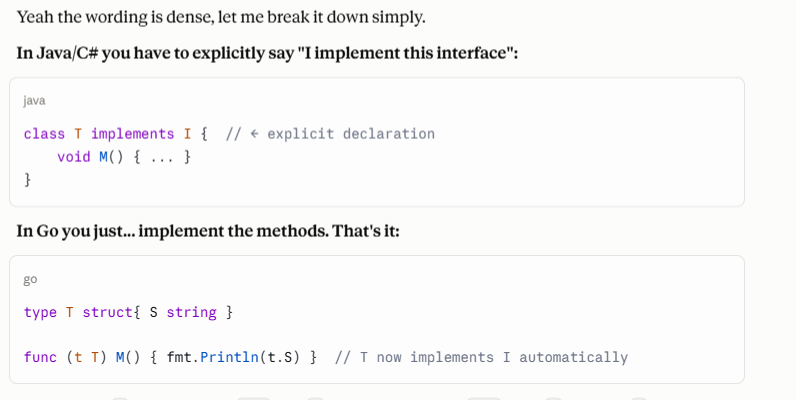 Yeah the wording is dense, let me break it down simply.
In Java/C# you have to explicitly say "I implement this interface":
java
class T implements I {  // ← explicit declaration
    void M() { ... }
}
In Go you just... implement the methods. That's it:
go
type T struct{ S string }
func (t T) M() { fmt.Println(t.S) }  // T now implements I automatically